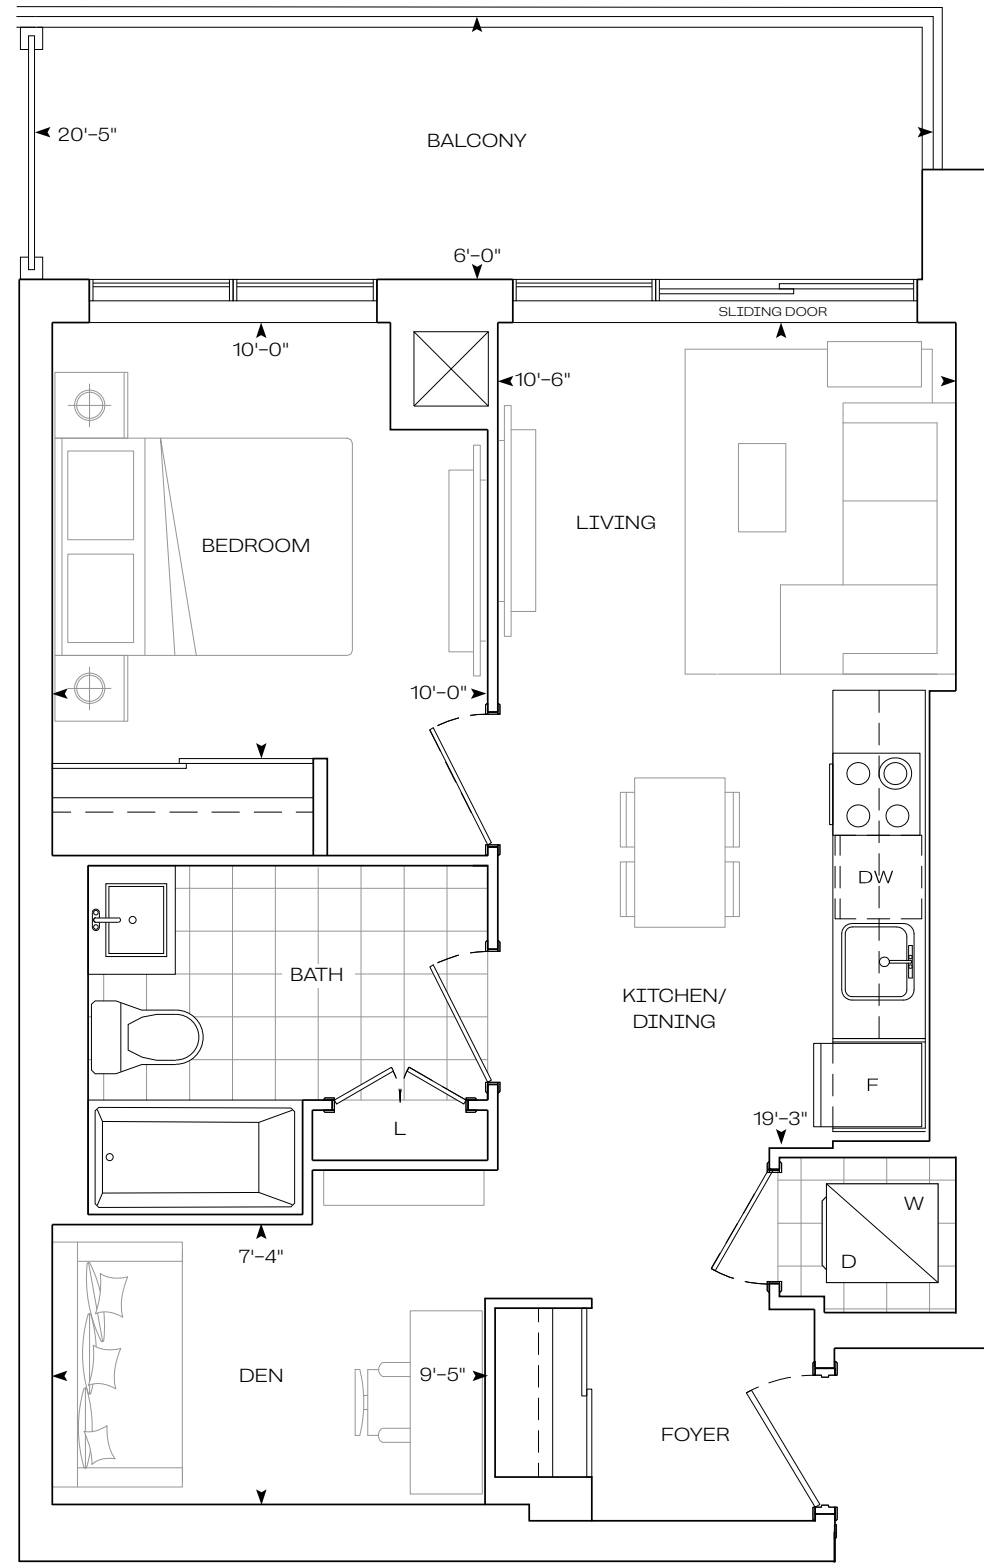 20'-5"
BALCONY
6'-0"
SLIDING DOOR
10'-0"
10'-6"
LIVING
BEDROOM
10'-0"
DW
BATH
KITCHEN/
DINING
F
19'-3"
L
W
7'-4"
D
DEN
9'-5"
FOYER